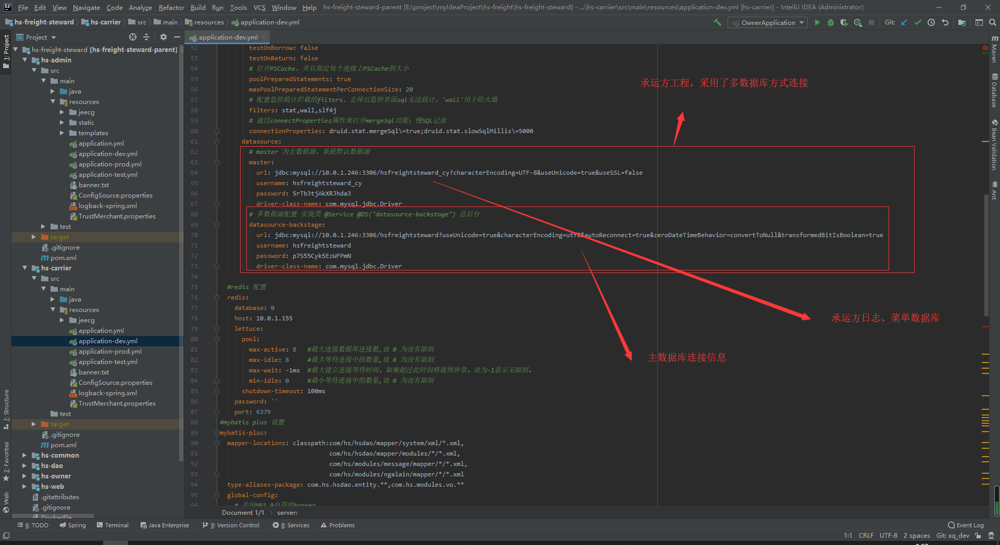 File Edit View Navigate Code Analyze Refactor Build Run Tools VCS Window Help hs-freight-steward-parent [E:\project\myIdeaProject\hs-freight\hs-freight-steward] - ...\hs-carrier\src\main\resources\application-dev.yml [hs-carrier] - IntelliJ IDEA (Administrator)
hs-freight-steward hs-carrier src main resources application-dev.yml OwnerApplication Git:
Project
application-dev.yml
1: Project
7: Structure
2: Favorites
Web
hs-freight-steward [hs-freight-steward-parent] E
hs-admin
src
main
java
resources
jeecg
static
templates
application.yml
application-dev.yml
application-prod.yml
application-test.yml
banner.txt
ConfigSource.properties
logback-spring.xml
TrustMerchant.properties
test
target
.gitignore
pom.xml
hs-carrier
src
main
java
resources
jeecg
application.yml
application-dev.yml
application-prod.yml
application-test.yml
banner.txt
ConfigSource.properties
logback-spring.xml
TrustMerchant.properties
test
target
.gitignore
pom.xml
hs-common
hs-dao
hs-owner
hs-web
.gitattributes
.gitignore
Dockerfile
52 testOnBorrow: false
53 testOnReturn: false
54 # 打开PSCache，并且指定每个连接上PSCache的大小
55 poolPreparedStatements: true
56 maxPoolPreparedStatementPerConnectionSize: 20
57 # 配置监控统计拦截的filters，去掉后监控界面sql无法统计，'wall'用于防火墙
58 filters: stat,wall,slf4j
59 # 通过connectProperties属性来打开mergeSql功能；慢SQL记录
60 connectionProperties: druid.stat.mergeSql\=true;druid.stat.slowSqlMillis\=5000
61 datasource:
62 # master 为主数据源，系统默认数据源
63 master:
64 url: jdbc:mysql://10.0.1.246:3306/hsfreightsteward_cy?characterEncoding=UTF-8&useUnicode=true&useSSL=false
65 username: hsfreightsteward_cy
66 password: 5rTb3tjAkXRJhda3
67 driver-class-name: com.mysql.jdbc.Driver
68 # 多数据源配置 实现类 @Service @DS("datasource-backstage") 总后台
69 datasource-backstage:
70 url: jdbc:mysql://10.0.1.246:3306/hsfreightsteward?useUnicode=true&characterEncoding=utf8&autoReconnect=true&zeroDateTimeBehavior=convertToNull&transformedBitIsBoolean=true
71 username: hsfreightsteward
72 password: p7S55Cyk5EzWFPmN
73 driver-class-name: com.mysql.jdbc.Driver
74
75 #redis 配置
76 redis:
77 database: 0
78 host: 10.0.1.155
79 lettuce:
80 pool:
81 max-active: 8 #最大连接数据库连接数,设 0 为没有限制
82 max-idle: 8 #最大等待连接中的数量,设 0 为没有限制
83 max-wait: -1ms #最大建立连接等待时间。如果超过此时间将接到异常。设为-1表示无限制。
84 min-idle: 0 #最小等待连接中的数量,设 0 为没有限制
85 shutdown-timeout: 100ms
86 password: ''
87 port: 6379
88 #mybatis plus 设置
89 mybatis-plus:
90 mapper-locations: classpath:com/hs/hsdao/mapper/system/xml/*.xml,
91 com/hs/hsdao/mapper/modules/*/*.xml,
92 com/hs/modules/message/mapper/*/*.xml,
93 com/hs/modules/ngalain/mapper/*/*.xml
94 type-aliases-package: com.hs.hsdao.entity.**,com.hs.modules.vo.**
95 global-config:
96 # 关闭MP3.0自带的banner
承运方工程，采用了多数据库方式连接
承运方日志、菜单数据库
主数据库连接信息
Maven
Database
Bean Validation
Ant
Document 1/1 server:
6: TODO Spring Terminal Java Enterprise 9: Version Control 8: Services Problems Event Log
1:1 CRLF UTF-8 2 spaces Git: xq_dev